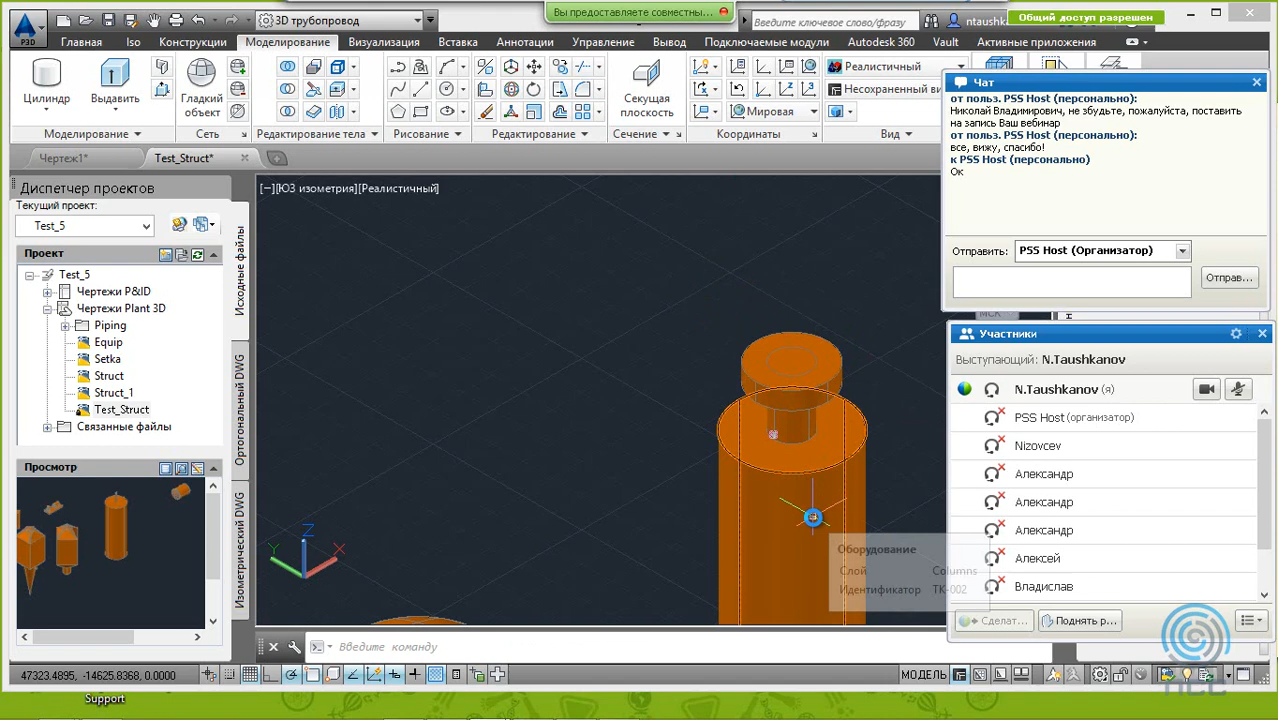 P3D
3D трубопровод
Вы предоставляете совместны...
Введите ключевое слово/фразу
ntaushka...
Общий доступ разрешен
Главная Iso Конструкции Моделирование Визуализация Вставка Аннотации Управление Вывод Подключаемые модули Autodesk 360 Vault Активные приложения
Цилиндр
Выдавить
Гладкий объект
Секущая плоскость
Реалистичный
Несохраненный ви
Мировая
Моделирование
Сеть
Редактирование тела
Рисование
Редактирование
Сечение
Координаты
Вид
Чертеж1*
Test_Struct*
Диспетчер проектов
Текущий проект:
Test_5
Проект
Test_5
Чертежи P&ID
Чертежи Plant 3D
Piping
Equip
Setka
Struct
Struct_1
Test_Struct
Связанные файлы
Просмотр
Исходные файлы
Ортогональный DWG
Изометрический DWG
[−][ЮЗ изометрия][Реалистичный]
Z
Y
X
Оборудование
Слой Columns
Идентификатор TK-002
Чат
от польз. PSS Host (персонально):
Николай Владимирович, не збудьте, пожалуйста, поставить
на запись Ваш вебинар
от польз. PSS Host (персонально):
все, вижу, спасибо!
к PSS Host (персонально)
Ок
Отправить: PSS Host (Организатор)
Отправ...
МСК
Участники
Выступающий: N.Taushkanov
N.Taushkanov (я)
PSS Host (организатор)
Nizovcev
Александр
Александр
Александр
Алексей
Владислав
Сделат...
Поднять р...
Введите команду
47323.4895, -14625.8368, 0.0000
МОДЕЛЬ
Support
ПСС